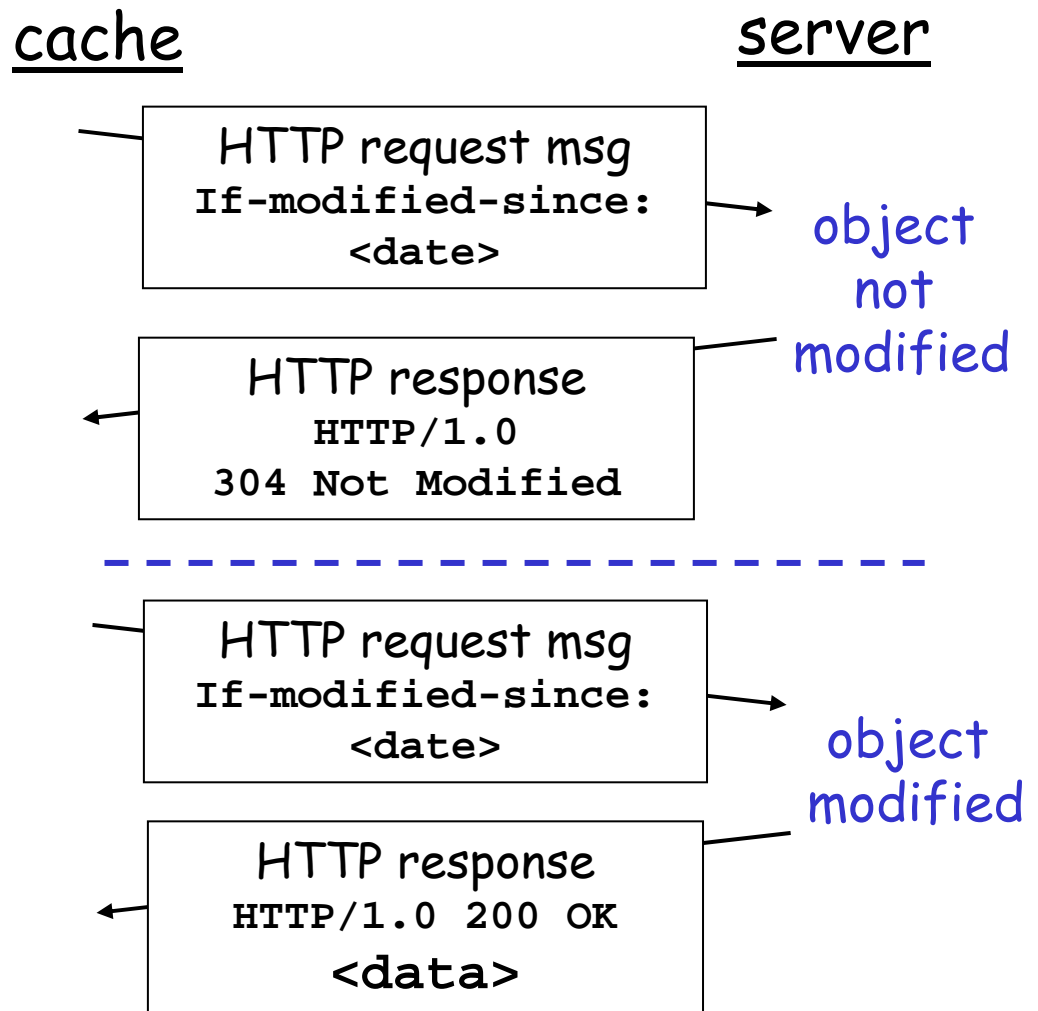 cache
server
HTTP request msg
If-modified-since:
<date>
object
not
modified
HTTP response
HTTP/1.0
304 Not Modified
HTTP request msg
If-modified-since:
<date>
object
modified
HTTP response
HTTP/1.0 200 OK
<data>